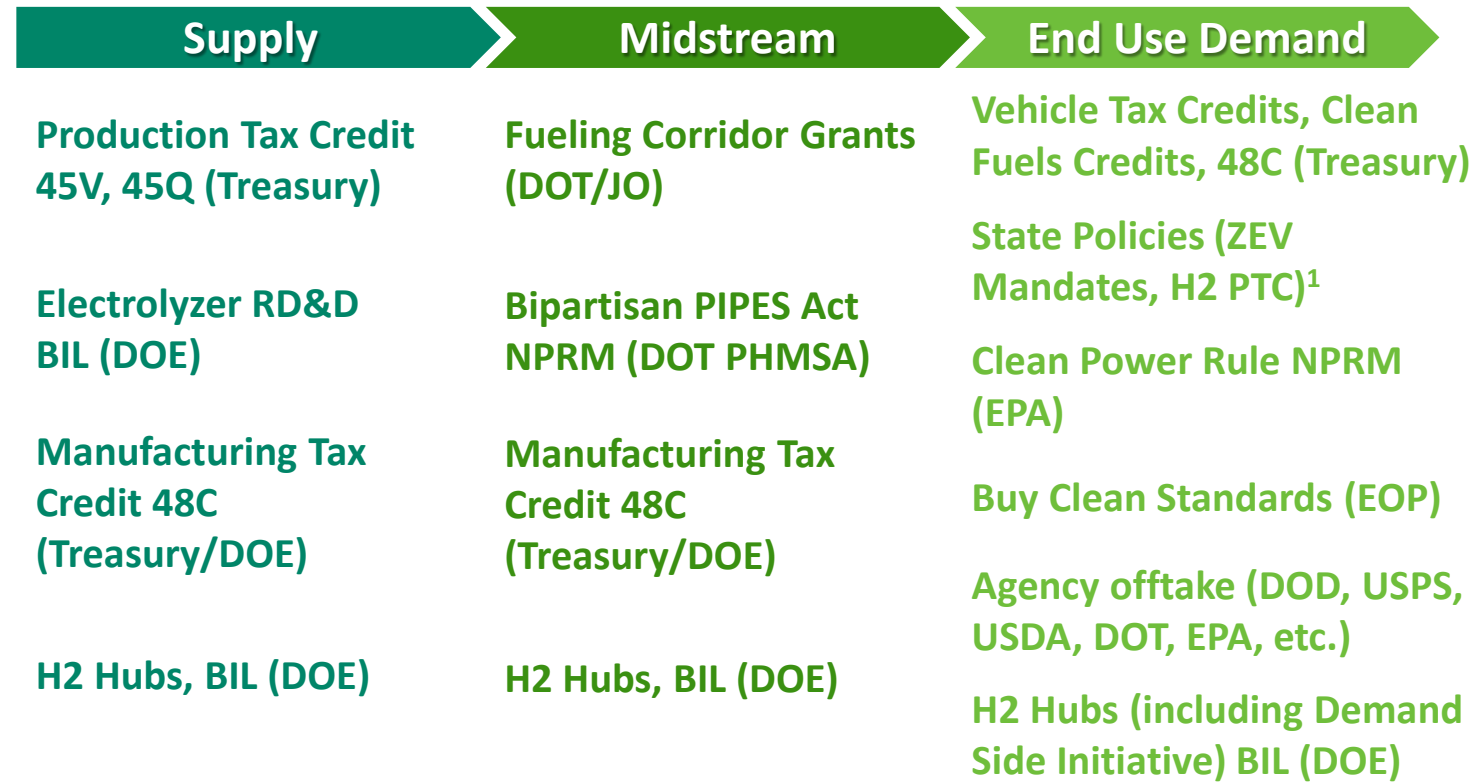 Supply
Production Tax Credit
45V, 45Q (Treasury)
Electrolyzer RD&D
BIL (DOE)
Manufacturing Tax
Credit 48C
(Treasury/DOE)
H2 Hubs, BIL (DOE)
Midstream
Fueling Corridor Grants
(DOT/JO)
Bipartisan PIPES Act
NPRM (DOT PHMSA)
Manufacturing Tax
Credit 48C
(Treasury/DOE)
H2 Hubs, BIL (DOE)
End Use Demand
Vehicle Tax Credits, Clean
Fuels Credits, 48C (Treasury)
State Policies (ZEV
Mandates, H2 PTC)¹
Clean Power Rule NPRM
(EPA)
Buy Clean Standards (EOP)
Agency offtake (DOD, USPS,
USDA, DOT, EPA, etc.)
H2 Hubs (including Demand
Side Initiative) BIL (DOE)